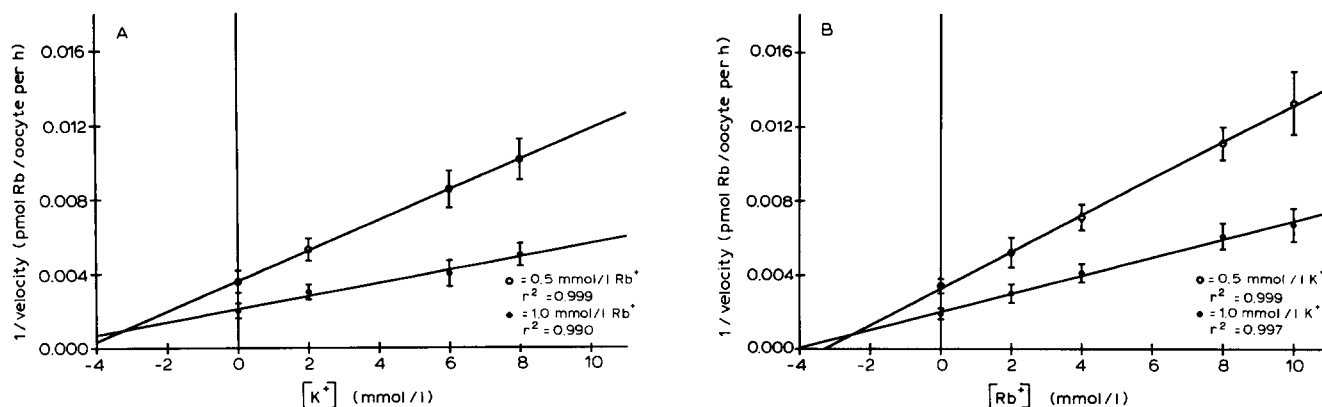 A
1/velocity (pmol Rb/oocyte per h)
0.016
0.012
0.008
0.004
0.000
-4 -2 0 2 4 6 8 10
[K+] (mmol/l)
o = 0.5 mmol/l Rb+
r2 = 0.999
• = 1.0 mmol/l Rb+
r2 = 0.990
B
1/velocity (pmol Rb/oocyte per h)
0.016
0.012
0.008
0.004
0.000
-4 -2 0 2 4 6 8 10
[Rb+] (mmol/l)
o = 0.5 mmol/l K+
r2 = 0.999
• = 1.0 mmol/l K+
r2 = 0.997